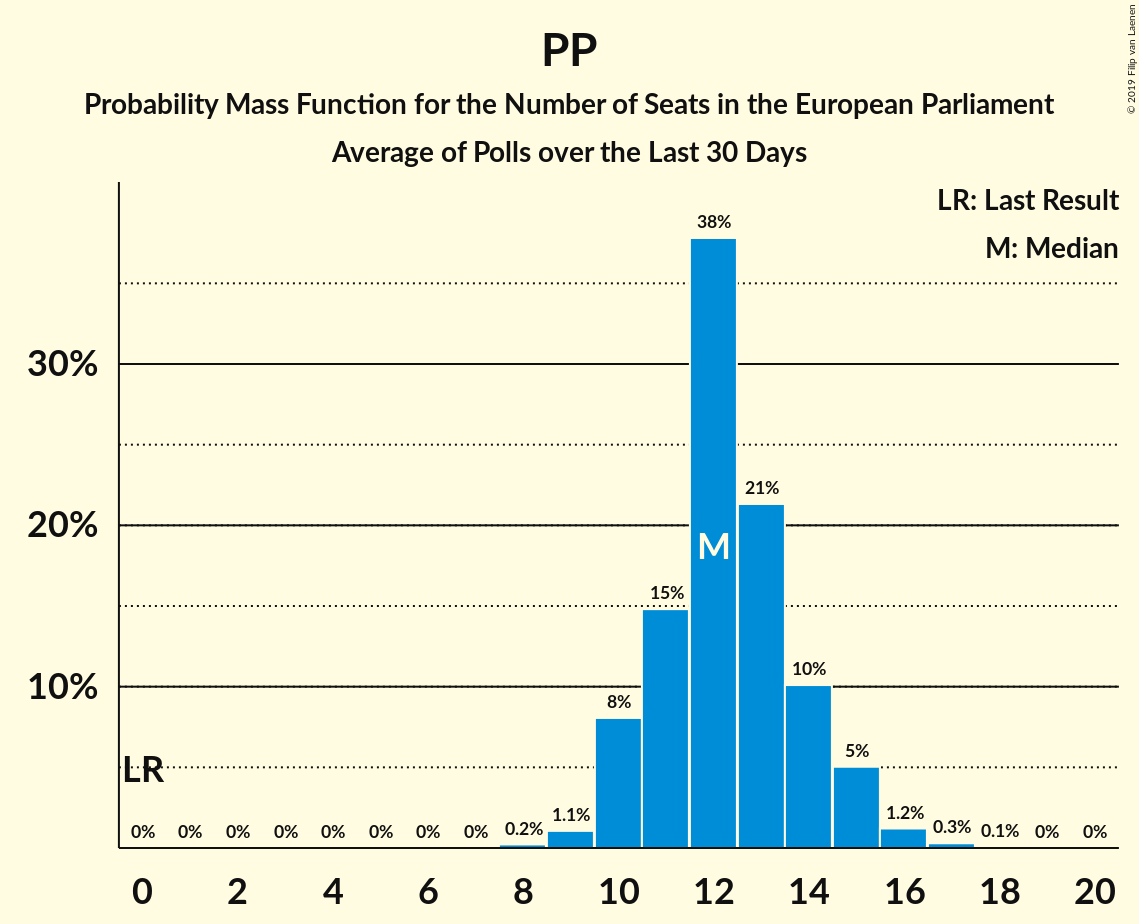 PP
Probability Mass Function for the Number of Seats in the European Parliament
Average of Polls over the Last 30 Days
© 2019 Filip van Laenen
LR: Last Result
M: Median
38%
30%
21%
20%
M
15%
10%
10%
8%
5%
LR
0% 0% 0% 0% 0% 0% 0% 0% 0.2% 1.1% 1.2% 0.3% 0.1% 0% 0%
0 2 4 6 8 10 12 14 16 18 20